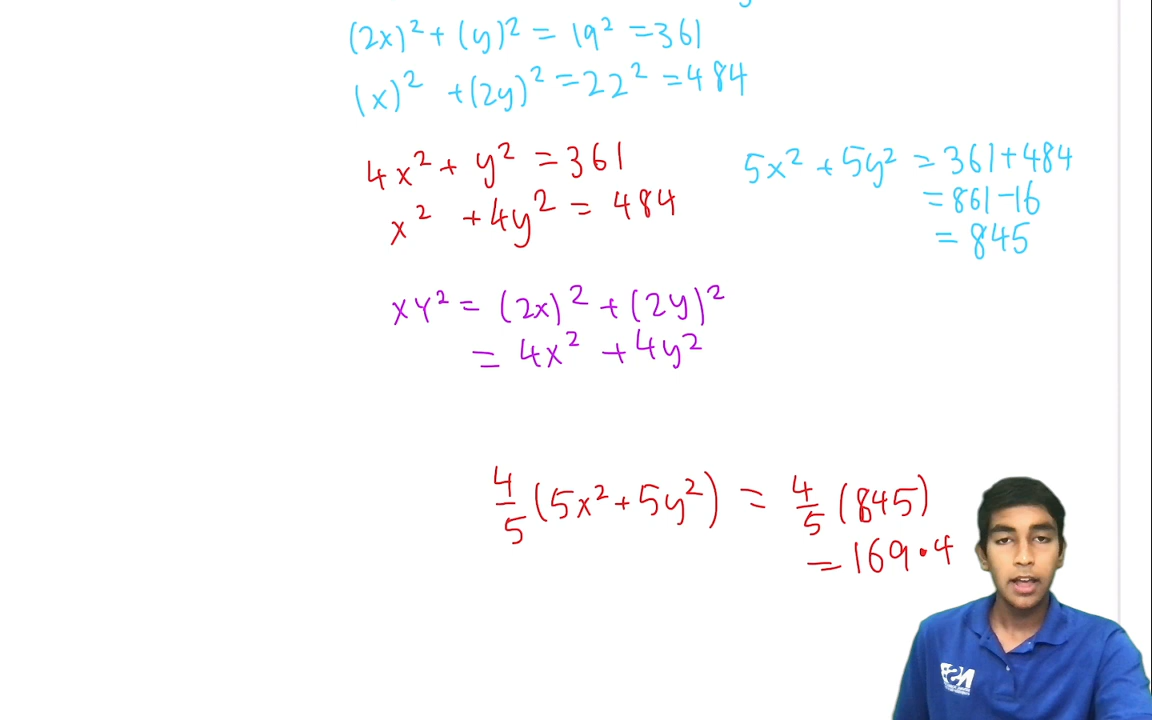 (2x)² + (y)² = 19² = 361
(x)² + (2y)² = 22² = 484
4x² + y² = 361
x² + 4y² = 484
5x² + 5y² = 361 + 484
= 861 - 16
= 845
XY² = (2x)² + (2y)²
= 4x² + 4y²
4/5 (5x² + 5y²) = 4/5 (845)
= 169 • 4